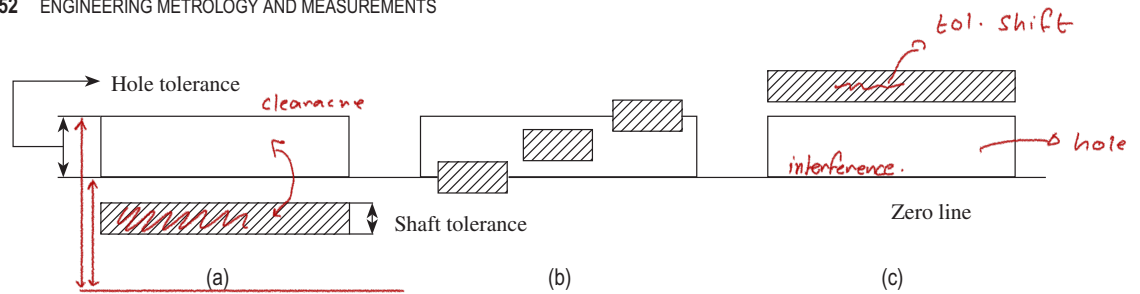 52 ENGINEERING METROLOGY AND MEASUREMENTS
tol. shift
Hole tolerance
clearacne
hole
interference.
Shaft tolerance
Zero line
(a)
(b)
(c)